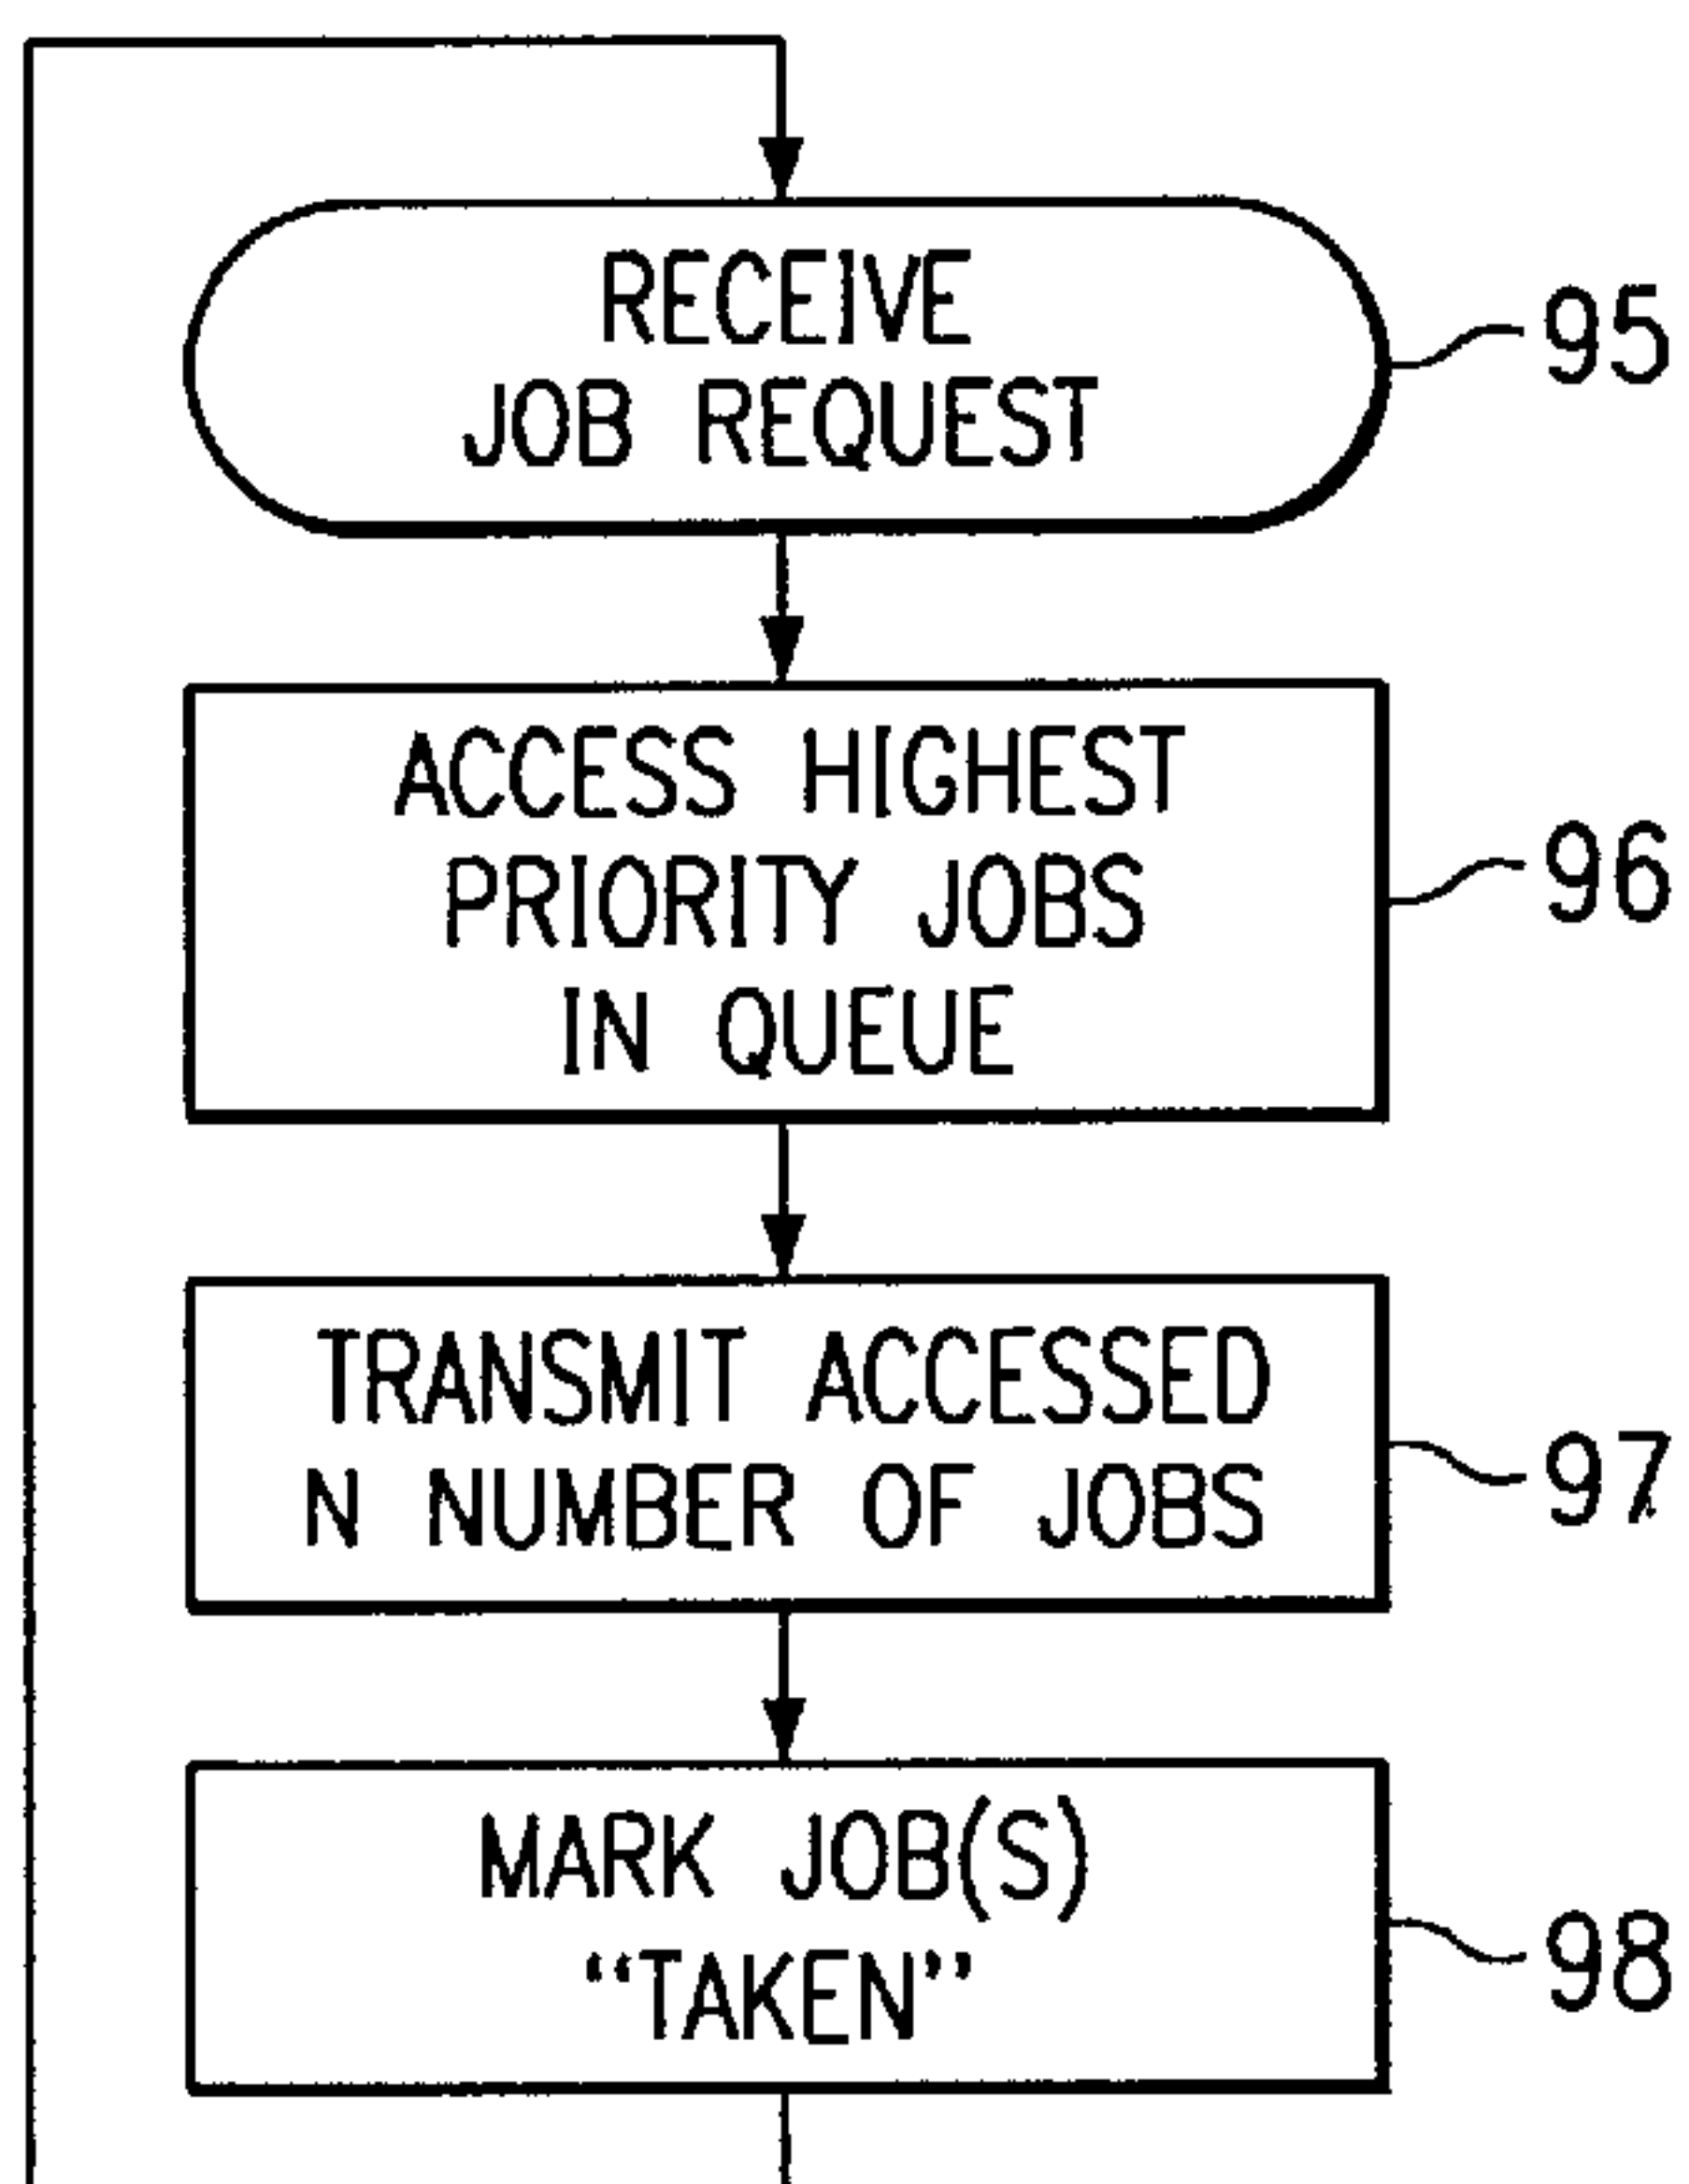 RECEIVE
JOB REQUEST
95
ACCESS HIGHEST
PRIORITY JOBS
IN QUEUE
96
TRANSMIT ACCESSED
N NUMBER OF JOBS
97
MARK JOB(S)
“TAKEN”
98